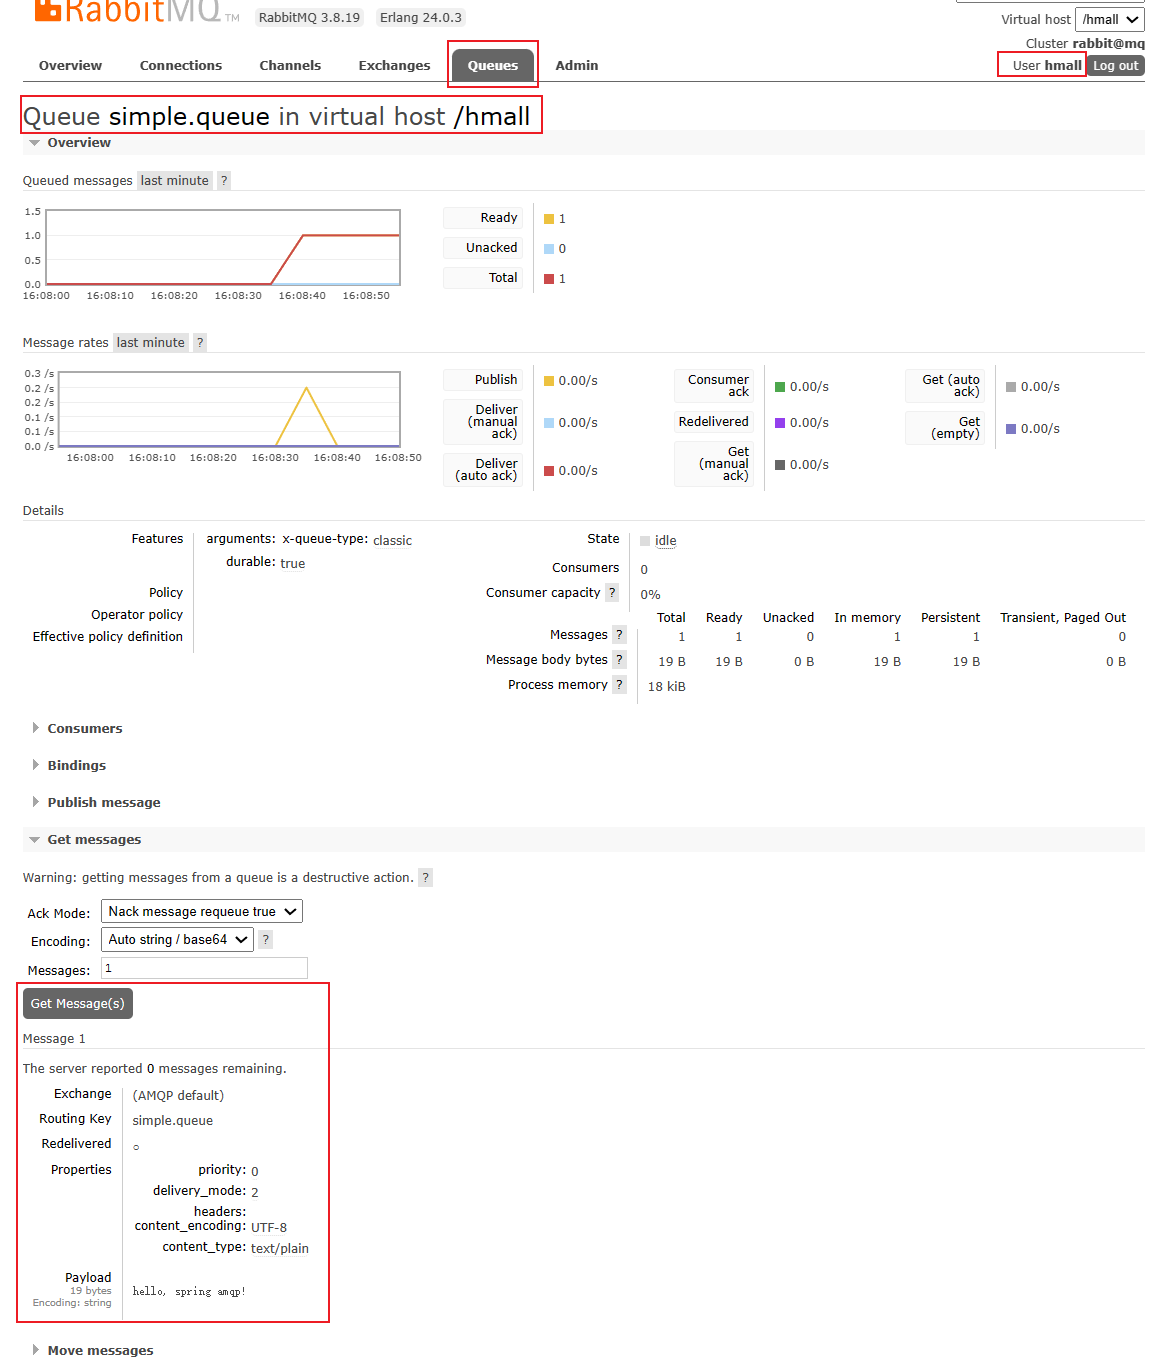 RabbitMQ TM RabbitMQ 3.8.19 Erlang 24.0.3
Virtual host /hmall
Cluster rabbit@mq
User hmall Log out
Overview Connections Channels Exchanges Queues Admin
Queue simple.queue in virtual host /hmall
Overview
Queued messages last minute ?
1.5
1.0
0.5
0.0
16:08:00 16:08:10 16:08:20 16:08:30 16:08:40 16:08:50
Ready 1
Unacked 0
Total 1
Message rates last minute ?
0.3 /s
0.2 /s
0.2 /s
0.1 /s
0.1 /s
0.0 /s
16:08:00 16:08:10 16:08:20 16:08:30 16:08:40 16:08:50
Publish 0.00/s
Deliver
(manual
ack)
0.00/s
Deliver
(auto ack)
0.00/s
Consumer
ack
0.00/s
Redelivered 0.00/s
Get
(manual
ack)
0.00/s
Get (auto
ack)
0.00/s
Get
(empty)
0.00/s
Details
Features arguments: x-queue-type: classic
durable: true
Policy
Operator policy
Effective policy definition
State idle
Consumers 0
Consumer capacity ? 0%
Total Ready Unacked In memory Persistent Transient, Paged Out
Messages ? 1 1 0 1 1 0
Message body bytes ? 19 B 19 B 0 B 19 B 19 B 0 B
Process memory ? 18 kiB
Consumers
Bindings
Publish message
Get messages
Warning: getting messages from a queue is a destructive action. ?
Ack Mode: Nack message requeue true
Encoding: Auto string / base64 ?
Messages: 1
Get Message(s)
Message 1
The server reported 0 messages remaining.
Exchange (AMQP default)
Routing Key simple.queue
Redelivered ○
Properties priority: 0
delivery_mode: 2
headers:
content_encoding: UTF-8
content_type: text/plain
Payload
19 bytes
Encoding: string
hello, spring amqp!
Move messages